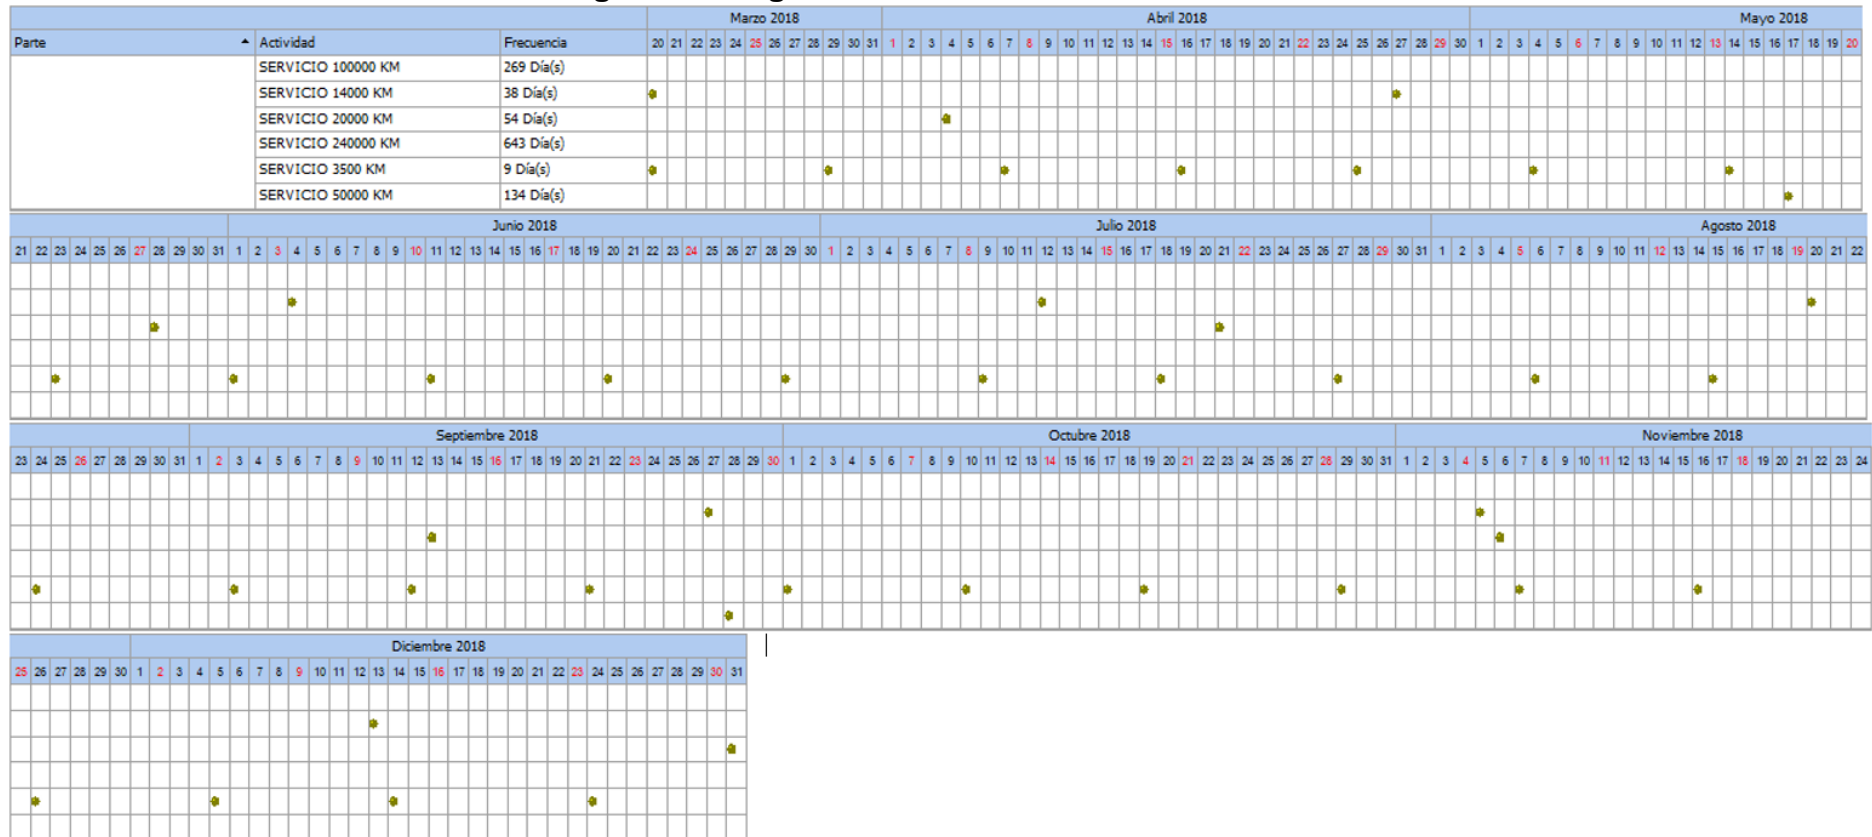 Marzo 2018 Abril 2018 Mayo 2018
Parte Actividad Frecuencia 20 21 22 23 24 25 26 27 28 29 30 31 1 2 3 4 5 6 7 8 9 10 11 12 13 14 15 16 17 18 19 20 21 22 23 24 25 26 27 28 29 30 1 2 3 4 5 6 7 8 9 10 11 12 13 14 15 16 17 18 19 20
SERVICIO 100000 KM 269 Día(s)
SERVICIO 14000 KM 38 Día(s)
SERVICIO 20000 KM 54 Día(s)
SERVICIO 240000 KM 643 Día(s)
SERVICIO 3500 KM 9 Día(s)
SERVICIO 50000 KM 134 Día(s)
Junio 2018 Julio 2018 Agosto 2018
21 22 23 24 25 26 27 28 29 30 31 1 2 3 4 5 6 7 8 9 10 11 12 13 14 15 16 17 18 19 20 21 22 23 24 25 26 27 28 29 30 1 2 3 4 5 6 7 8 9 10 11 12 13 14 15 16 17 18 19 20 21 22 23 24 25 26 27 28 29 30 31 1 2 3 4 5 6 7 8 9 10 11 12 13 14 15 16 17 18 19 20 21 22
Septiembre 2018 Octubre 2018 Noviembre 2018
23 24 25 26 27 28 29 30 31 1 2 3 4 5 6 7 8 9 10 11 12 13 14 15 16 17 18 19 20 21 22 23 24 25 26 27 28 29 30 1 2 3 4 5 6 7 8 9 10 11 12 13 14 15 16 17 18 19 20 21 22 23 24 25 26 27 28 29 30 31 1 2 3 4 5 6 7 8 9 10 11 12 13 14 15 16 17 18 19 20 21 22 23 24
Diciembre 2018
25 26 27 28 29 30 1 2 3 4 5 6 7 8 9 10 11 12 13 14 15 16 17 18 19 20 21 22 23 24 25 26 27 28 29 30 31